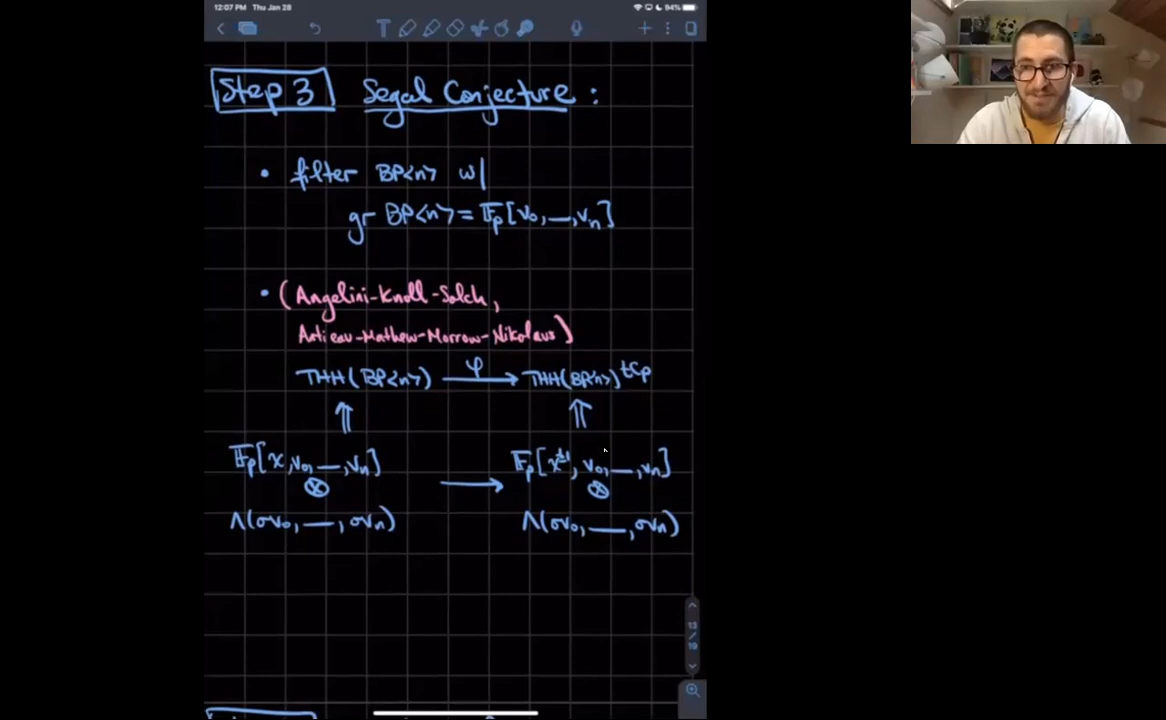 12:07 PM Thu Jan 28
94%
Step 3 Segal Conjecture :
• filter BP<n> w/
gr BP<n> = 𝔽p[v₀, —, vₙ]
• (Angelini-Knoll-Salch,
Antieau-Mathew-Morrow-Nikolaus)
THH(BP<n>) —φ→ THH(BP<n>)^tCp
⇑ ⇑
𝔽p[x, v₀, —, vₙ] 𝔽p[x^±1, v₀, —, vₙ]
⊗ → ⊗
Λ(σv₀, —, σvₙ) Λ(σv₀, —, σvₙ)
13
/
19